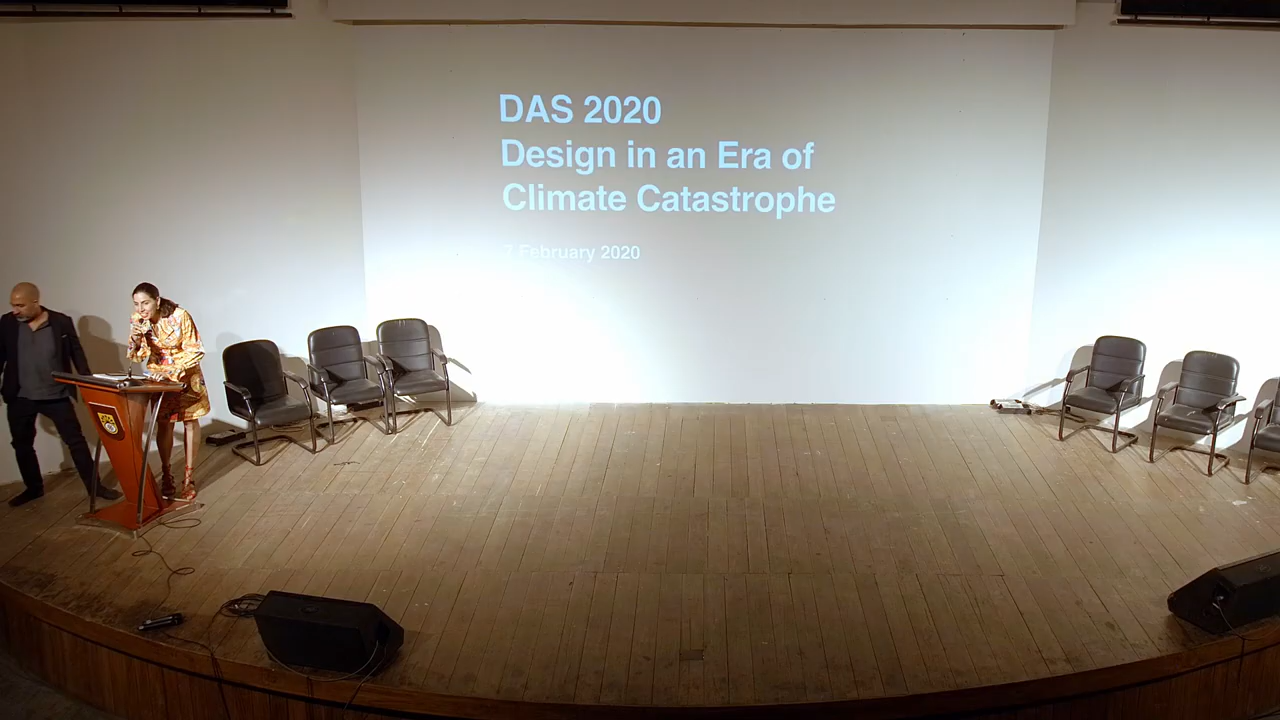 DAS 2020
Design in an Era of
Climate Catastrophe
7 February 2020